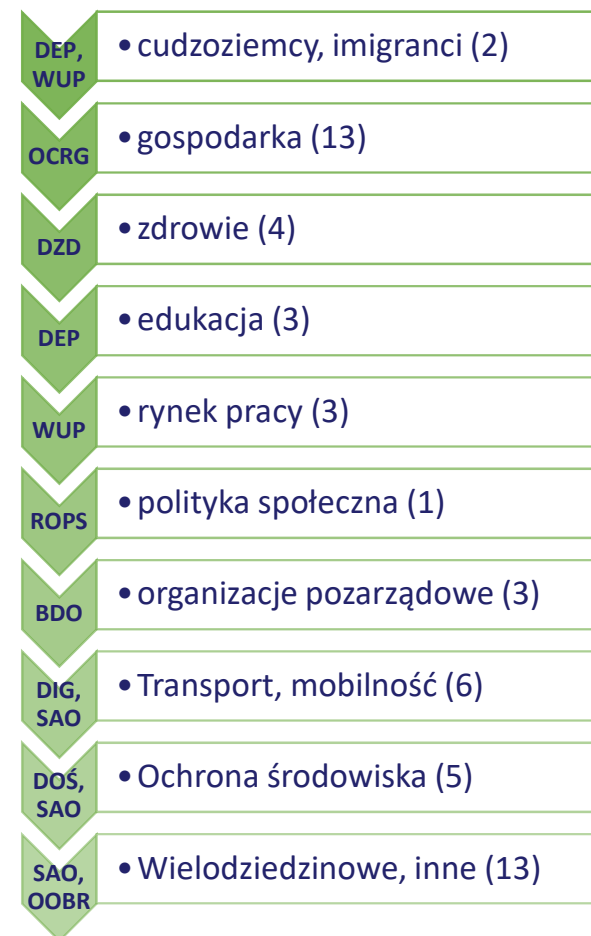 DEP,
WUP
• cudzoziemcy, imigranci (2)
OCRG
• gospodarka (13)
DZD
• zdrowie (4)
DEP
• edukacja (3)
WUP
• rynek pracy (3)
ROPS
• polityka społeczna (1)
BDO
• organizacje pozarządowe (3)
DIG,
SAO
• Transport, mobilność (6)
DOŚ,
SAO
• Ochrona środowiska (5)
SAO,
OOBR
• Wielodziedzinowe, inne (13)